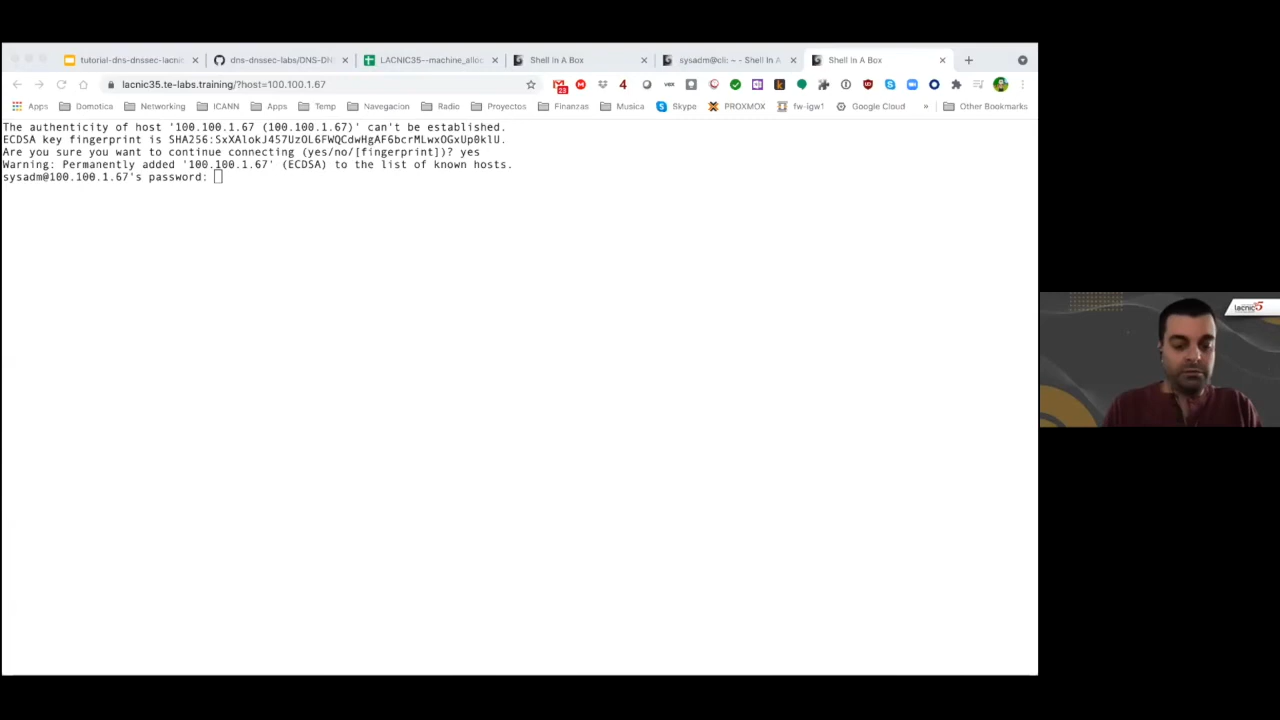 tutorial-dns-dnssec-lacnic
dns-dnssec-labs/DNS-DN
LACNIC35--machine_alloc
Shell In A Box
sysadm@cli: ~ - Shell In A
Shell In A Box
lacnic35.te-labs.training/?host=100.100.1.67
23
4
Apps
Domotica
Networking
ICANN
Apps
Temp
Navegacion
Radio
Proyectos
Finanzas
Musica
Skype
PROXMOX
fw-igw1
Google Cloud
»
Other Bookmarks
The authenticity of host '100.100.1.67 (100.100.1.67)' can't be established.
ECDSA key fingerprint is SHA256:SxXAlokJ457UzOL6FWQCdwHgAF6bcrMLwxOGxUp0klU.
Are you sure you want to continue connecting (yes/no/[fingerprint])? yes
Warning: Permanently added '100.100.1.67' (ECDSA) to the list of known hosts.
sysadm@100.100.1.67's password:
lacnic35